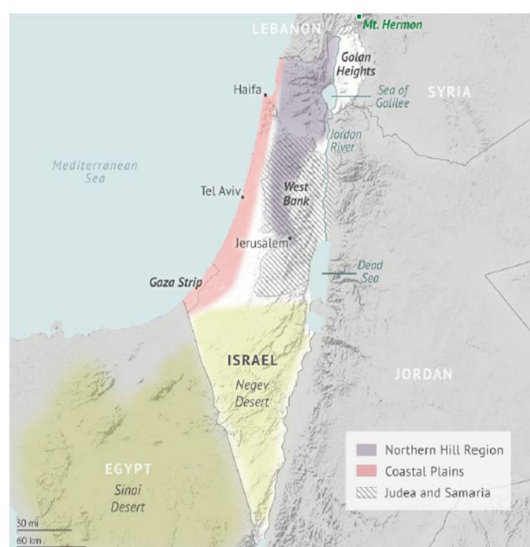 LEBANON
Mt. Hermon
Golan
Heights
Haifa
Sea of
Galilee
SYRIA
Jordan
River
Mediterranean
Sea
Tel Aviv
West
Bank
Jerusalem
Gaza Strip
Dead
Sea
ISRAEL
Negev
Desert
JORDAN
EGYPT
Sinai
Desert
Northern Hill Region
Coastal Plains
Judea and Samaria
30 mi
60 km